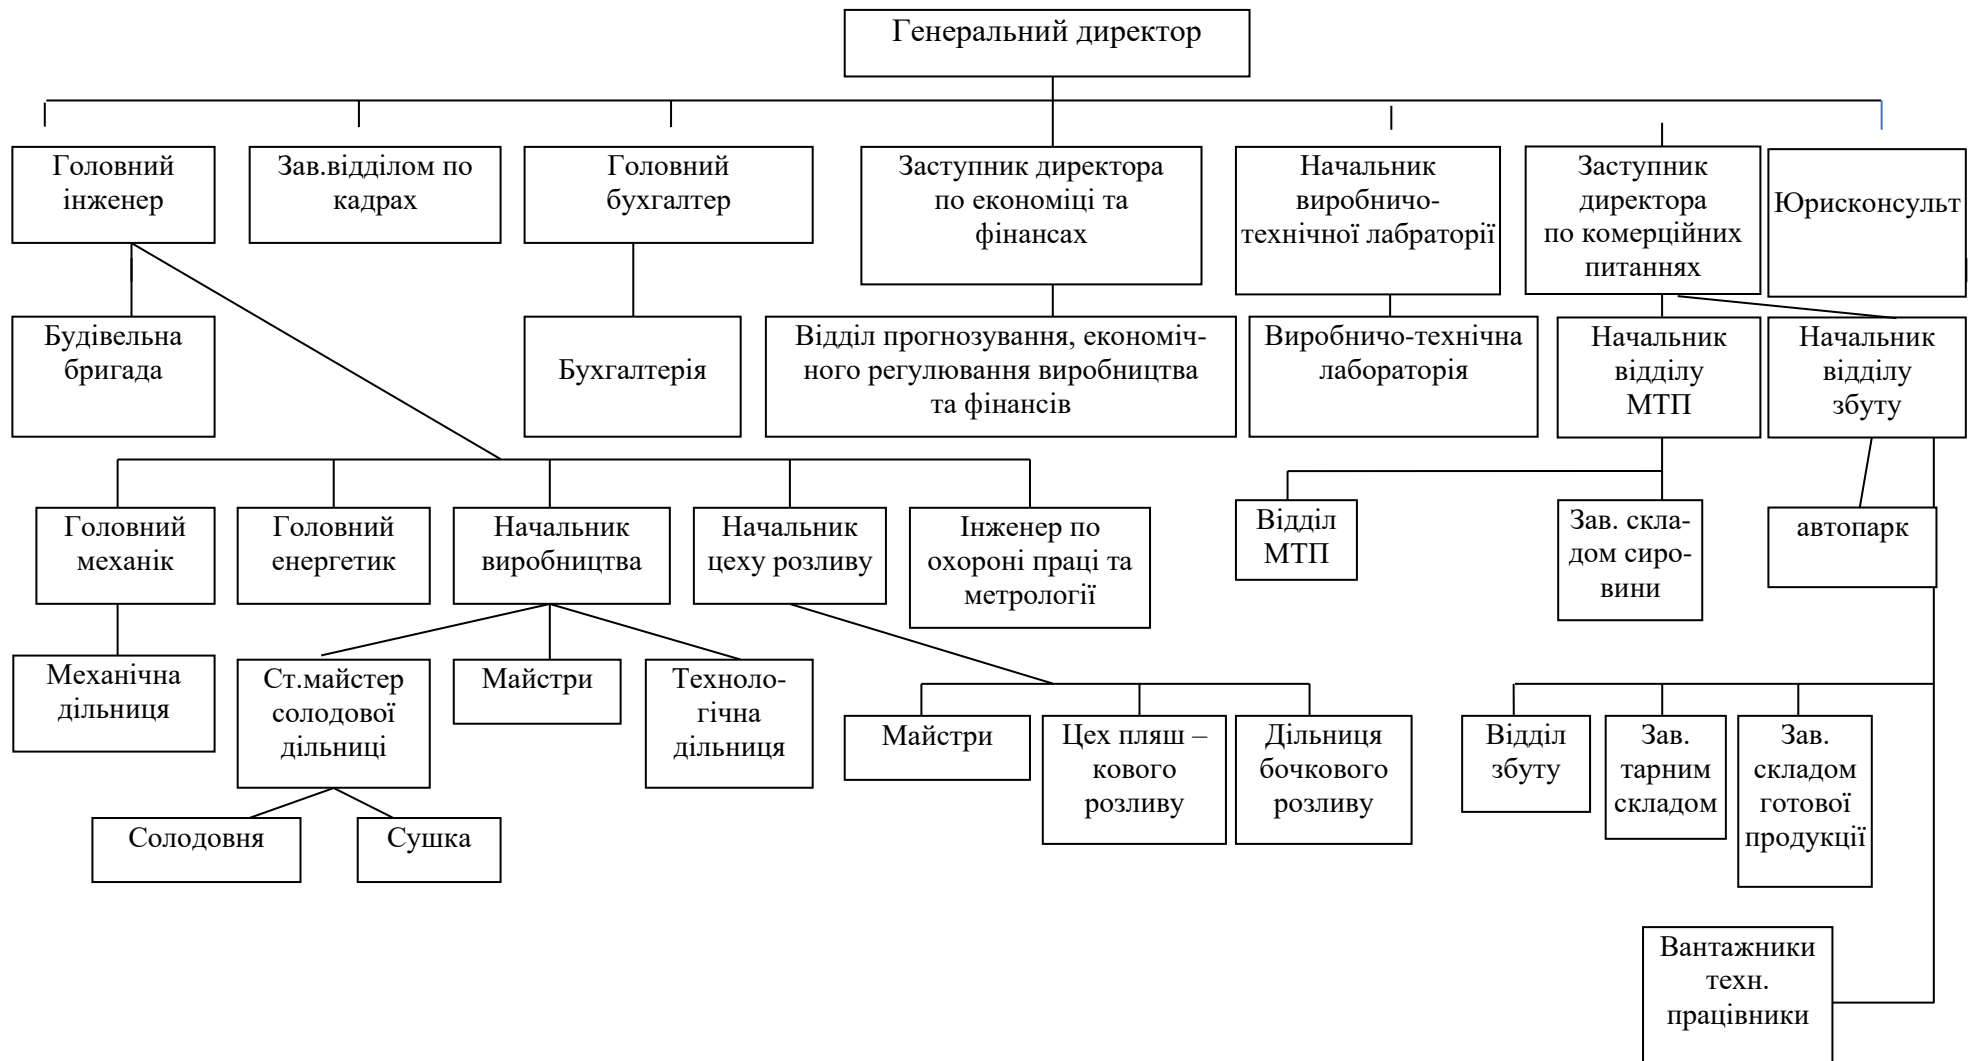 Генеральний директор
Головний
інженер
Зав.відділом по
кадрах
Головний
бухгалтер
Заступник директора
по економіці та
фінансах
Начальник
виробничо-
технічної лабраторії
Заступник
директора
по комерційних
питаннях
Юрисконсульт
Будівельна
бригада
Бухгалтерія
Відділ прогнозування, економіч-
ного регулювання виробництва
та фінансів
Виробничо-технічна
лабораторія
Начальник
відділу
МТП
Начальник
відділу
збуту
Головний
механік
Головний
енергетик
Начальник
виробництва
Начальник
цеху розливу
Інженер по
охороні праці та
метрології
Відділ
МТП
Зав. скла-
дом сиро-
вини
автопарк
Механічна
дільниця
Ст.майстер
солодової
дільниці
Майстри
Техноло-
гічна
дільниця
Майстри
Цех пляш –
кового
розливу
Дільниця
бочкового
розливу
Відділ
збуту
Зав.
тарним
складом
Зав.
складом
готової
продукції
Солодовня
Сушка
Вантажники
техн.
працівники